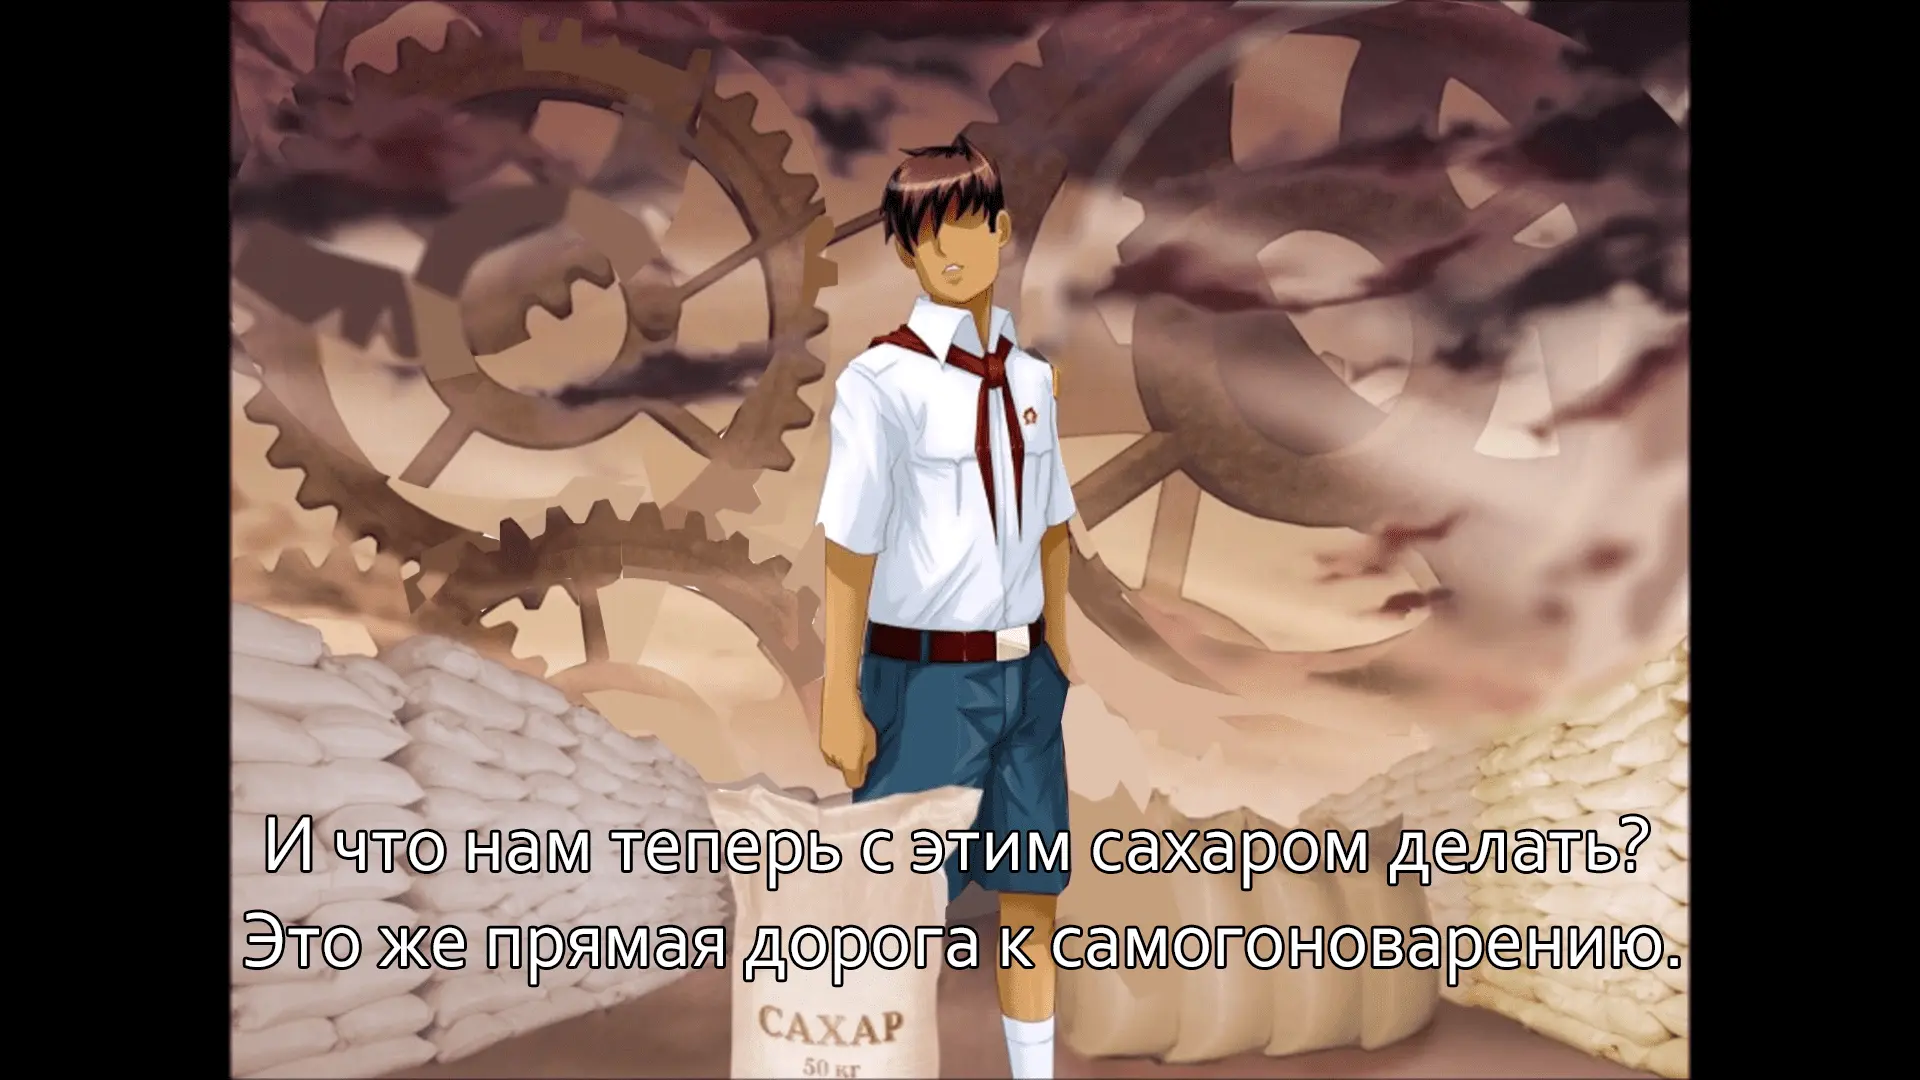 И что нам теперь с этим сахаром делать?
Это же прямая дорога к самогоноварению.
САХАР
50 кг